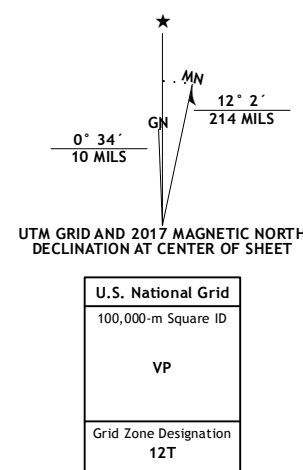 ★
MN
GN
12° 2´
214 MILS
0° 34´
10 MILS
UTM GRID AND 2017 MAGNETIC NORTH
DECLINATION AT CENTER OF SHEET
U.S. National Grid
100,000-m Square ID
VP
Grid Zone Designation
12T